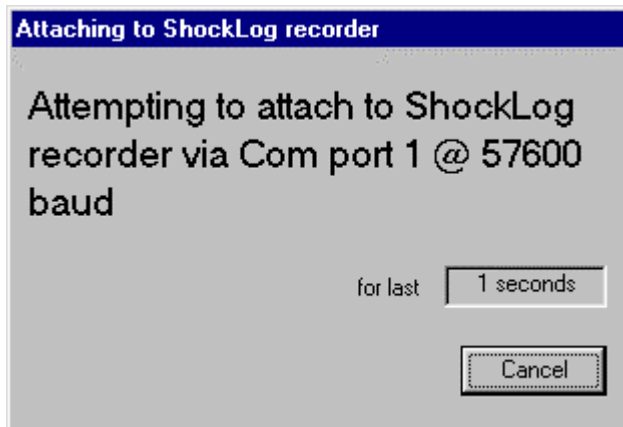 Attaching to ShockLog recorder
Attempting to attach to ShockLog
recorder via Com port 1 @ 57600
baud
for last 1 seconds
Cancel